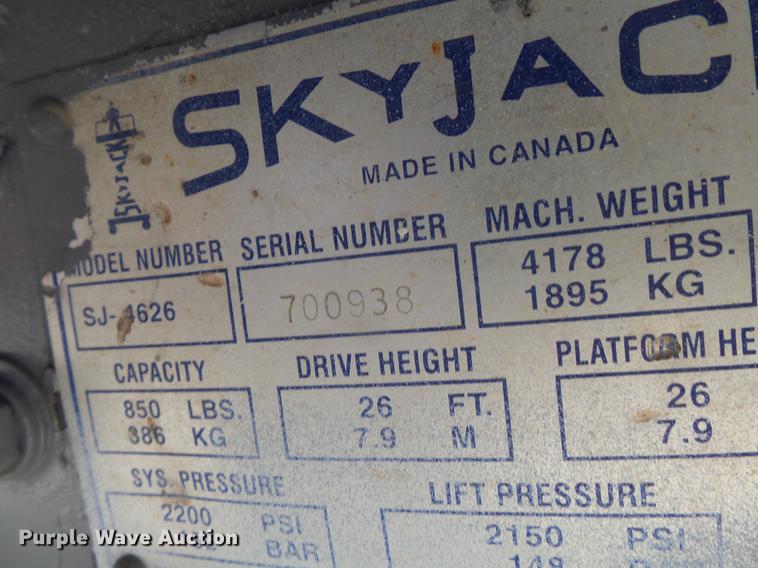 SKYJAC
SKYJACK
MADE IN CANADA
MODEL NUMBER
SJ-4626
SERIAL NUMBER
700938
MACH. WEIGHT
4178 LBS.
1895 KG
CAPACITY
850 LBS.
386 KG
DRIVE HEIGHT
26 FT.
7.9 M
PLATFORM HE
26
7.9
SYS. PRESSURE
2200 PSI
BAR
LIFT PRESSURE
2150 PSI
148
Purple Wave Auction